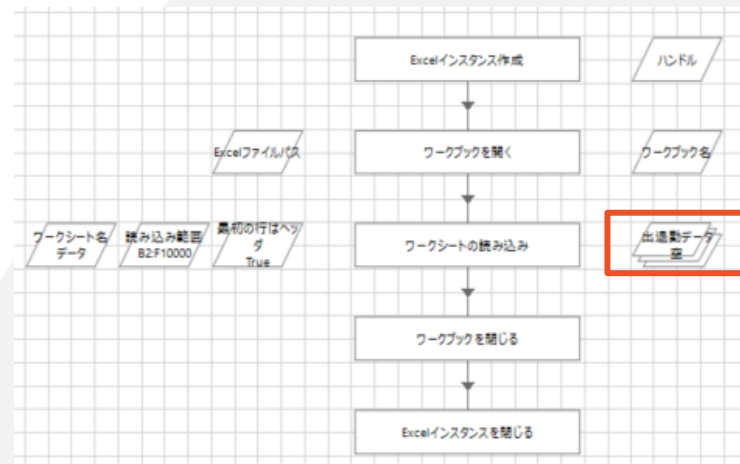 Excelインスタンス作成
ハンドル
Excelファイルパス
ワークブックを開く
ワークブック名
ワークシート名
データ
読み込み範囲
B2:F10000
最初の行はヘッ
ダ
True
ワークシートの読み込み
出退勤データ
空
ワークブックを閉じる
Excelインスタンスを閉じる